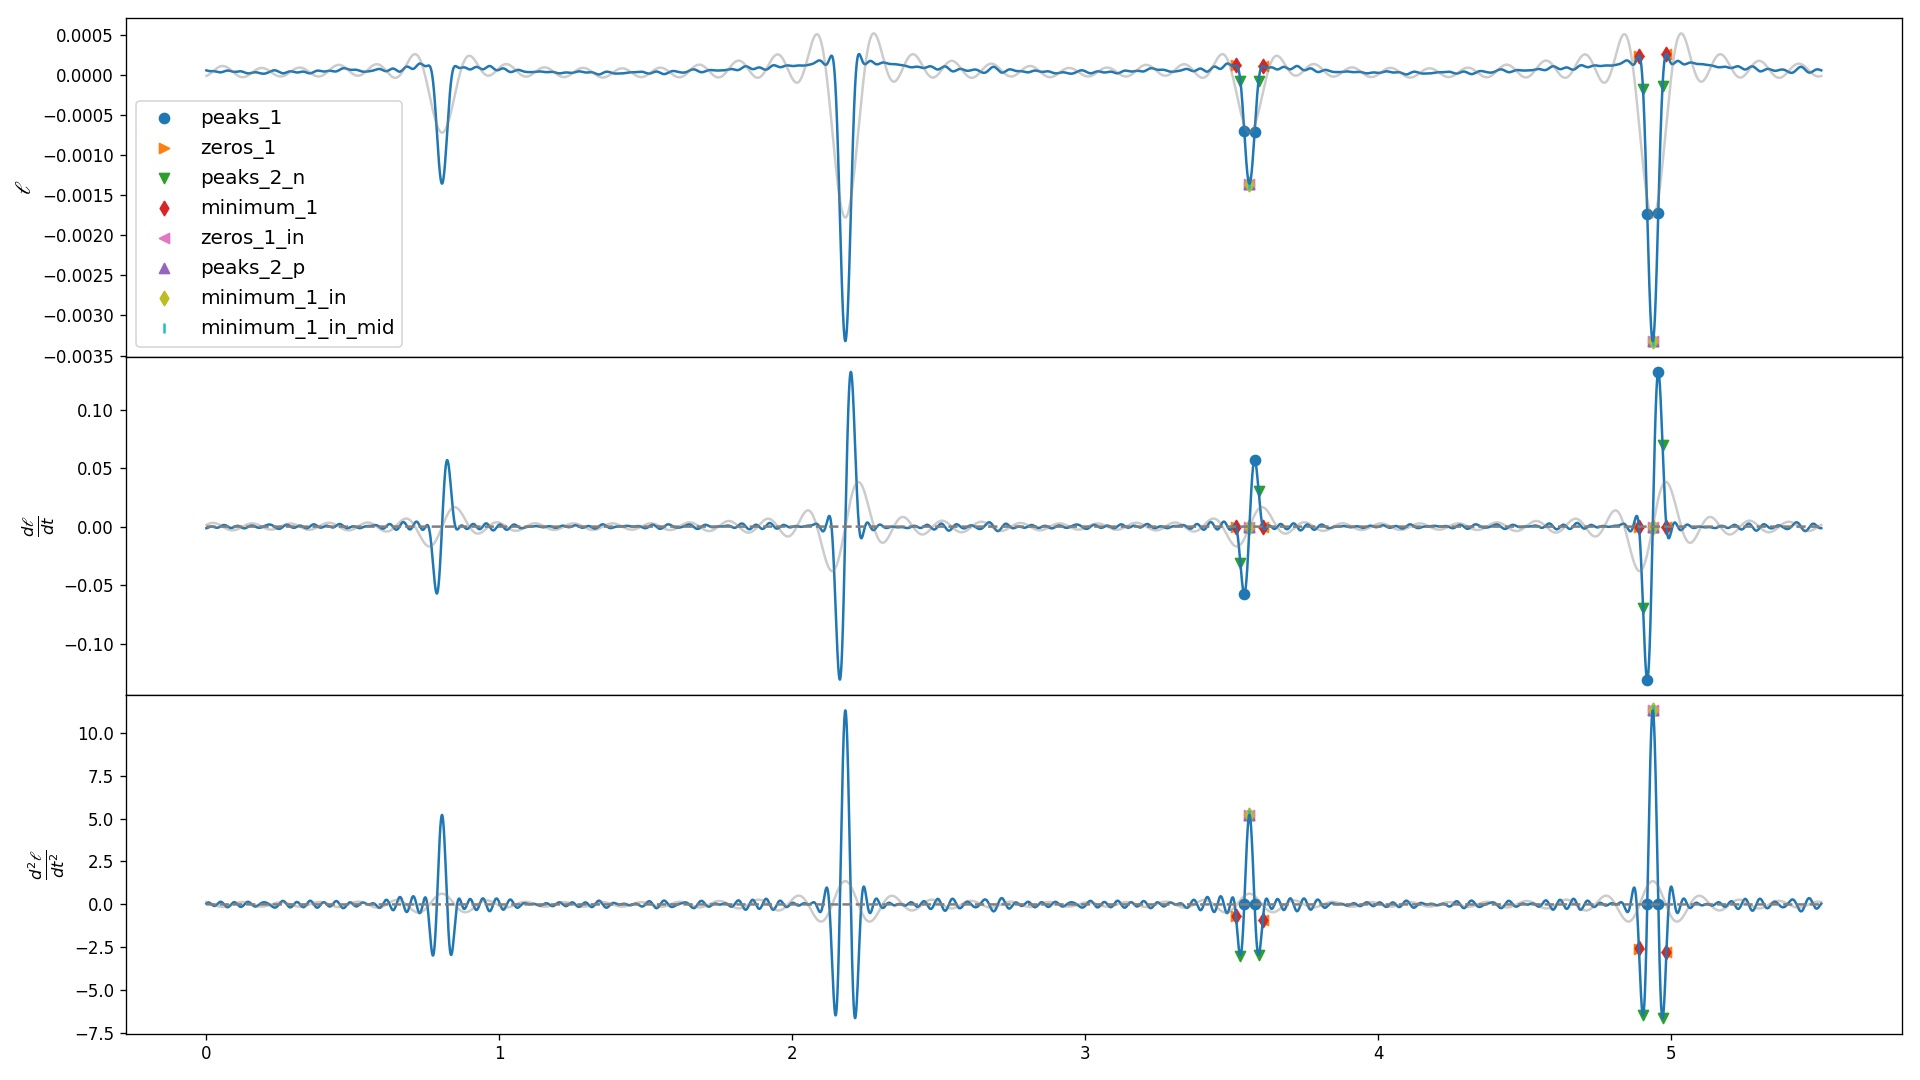 0.0005
0.0000
−0.0005
−0.0010
−0.0015
−0.0020
−0.0025
−0.0030
−0.0035
ℓ
peaks_1
zeros_1
peaks_2_n
minimum_1
zeros_1_in
peaks_2_p
minimum_1_in
minimum_1_in_mid
0.10
0.05
0.00
−0.05
−0.10
dℓ
dt
10.0
7.5
5.0
2.5
0.0
−2.5
−5.0
−7.5
d²ℓ
dt²
0 1 2 3 4 5